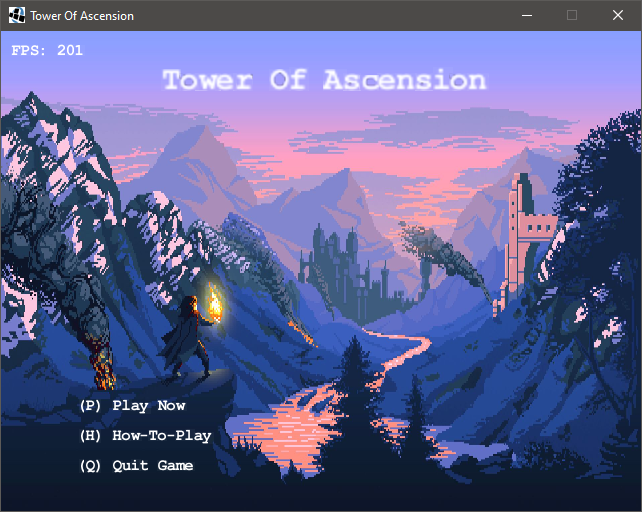 Tower Of Ascension
FPS: 201
Tower Of Ascension
(P) Play Now
(H) How-To-Play
(Q) Quit Game